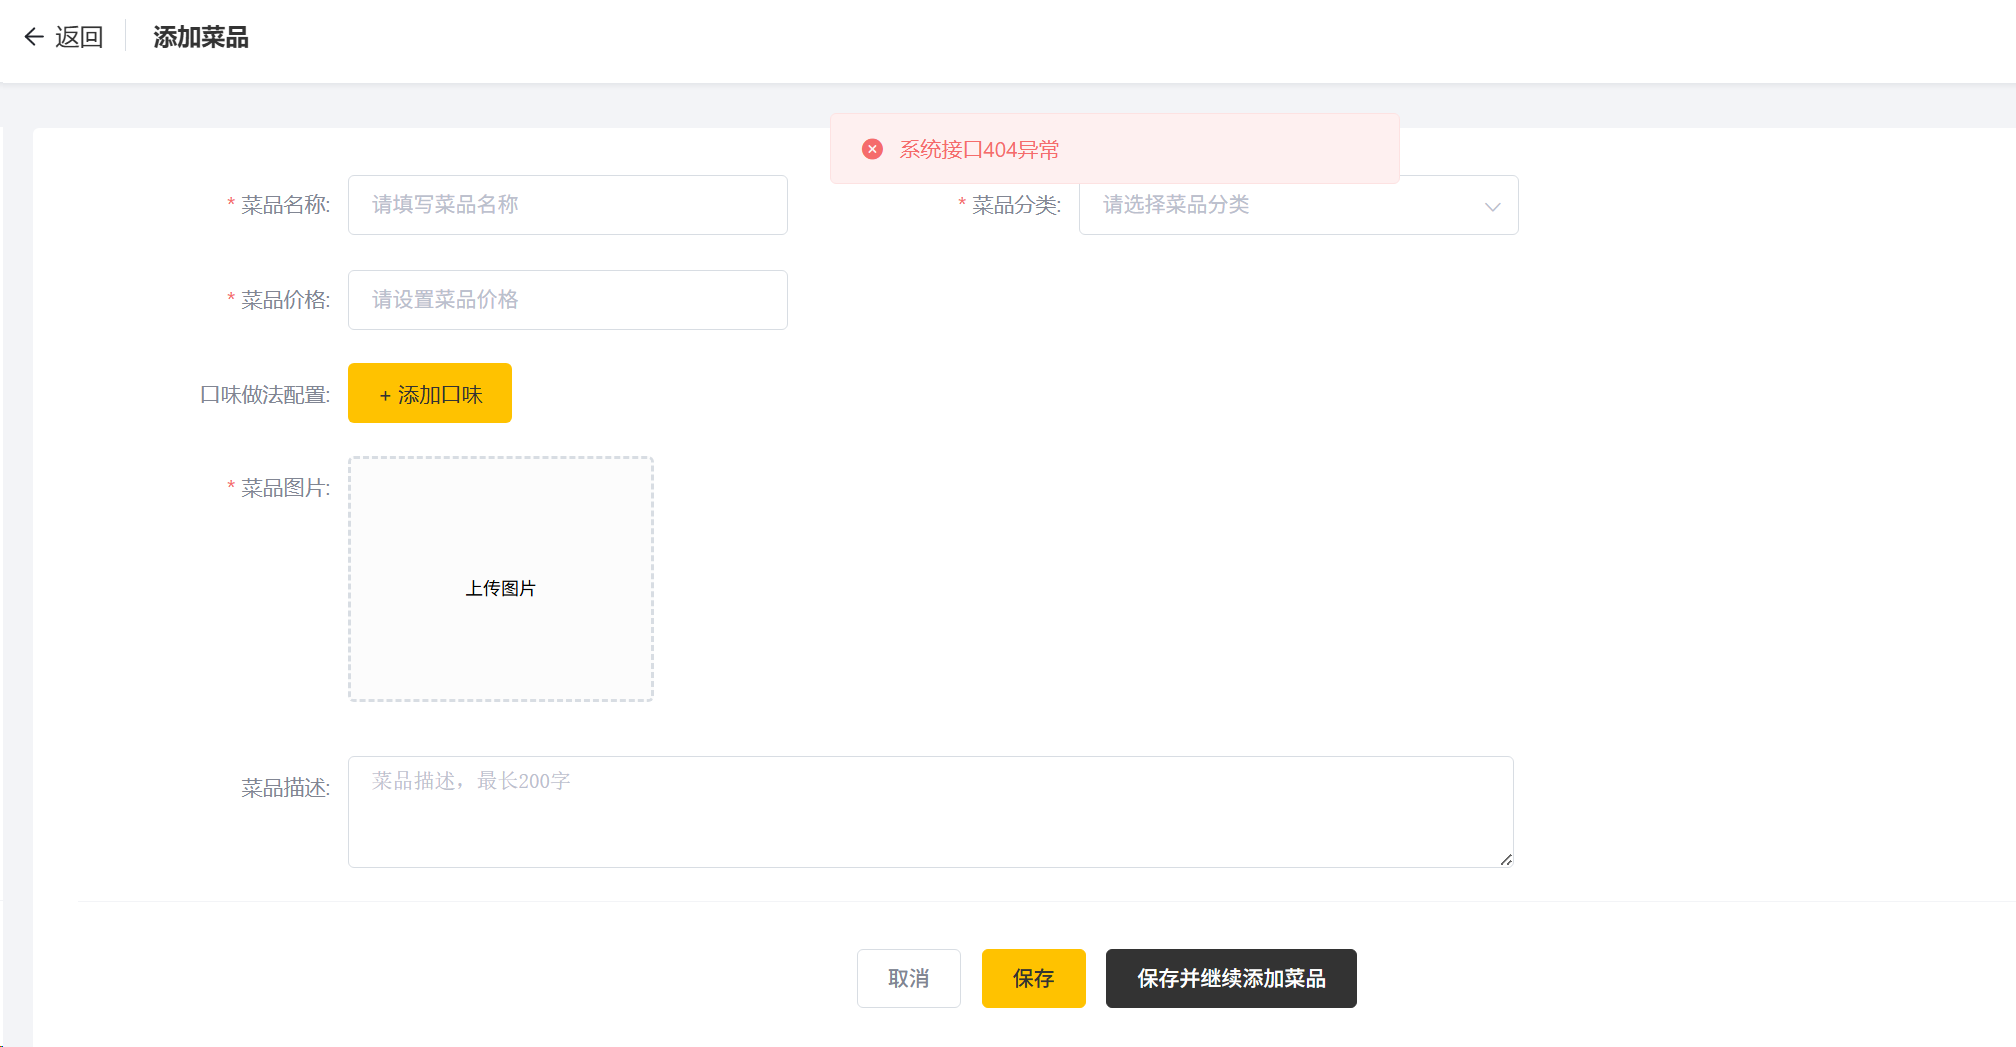 返回 添加菜品
系统接口404异常
* 菜品名称: 请填写菜品名称
* 菜品分类: 请选择菜品分类
* 菜品价格: 请设置菜品价格
口味做法配置: + 添加口味
* 菜品图片:
上传图片
菜品描述: 菜品描述，最长200字
取消 保存 保存并继续添加菜品